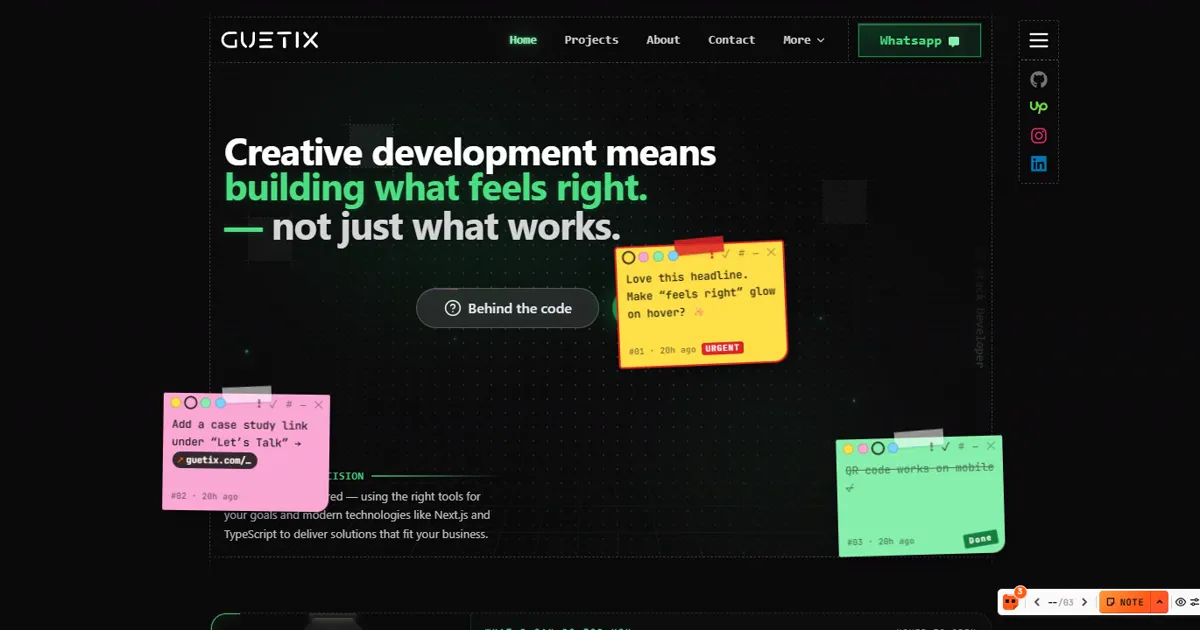 GUETIX
Home Projects About Contact More Whatsapp
Up
in
Creative development means
building what feels right.
— not just what works.
Behind the code
! ✓ # – ×
Love this headline.
Make “feels right” glow
on hover? ✨
#01 · 20h ago URGENT
! ✓ # – ×
Add a case study link
under “Let’s Talk” →
↗ guetix.com/…
#02 · 20h ago
! ✓ # – ×
QR code works on mobile
✓
#03 · 20h ago Done
CISION
red — using the right tools for
your goals and modern technologies like Next.js and
TypeScript to deliver solutions that fit your business.
3
--/03
NOTE